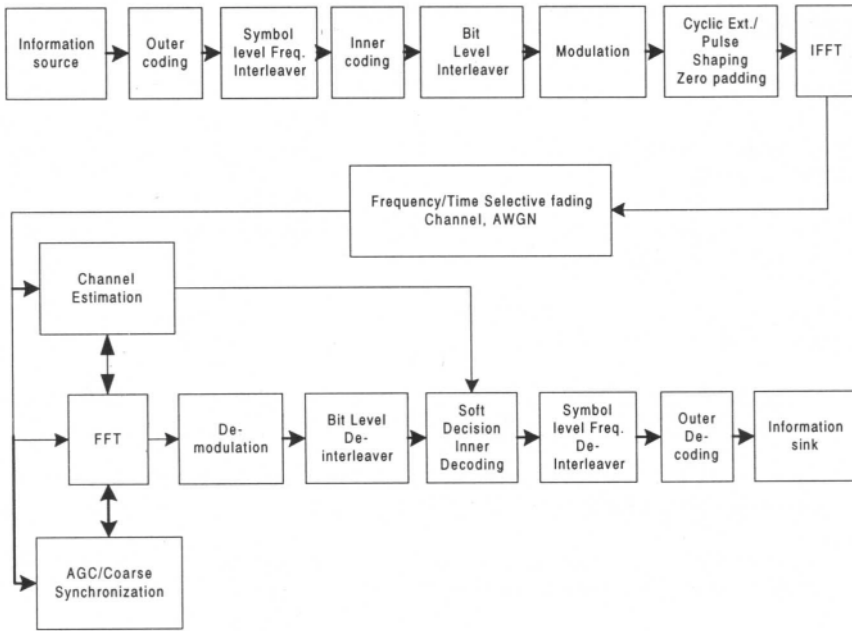 Information
source
Outer
coding
Symbol
level Freq.
Interleaver
Inner
coding
Bit
Level
Interleaver
Modulation
Cyclic Ext./
Pulse
Shaping
Zero padding
IFFT
Frequency/Time Selective fading
Channel, AWGN
Channel
Estimation
FFT
De-
modulation
Bit Level
De-
interleaver
Soft
Decision
Inner
Decoding
Symbol
level Freq.
De-
Interleaver
Outer
De-
coding
Information
sink
AGC/Coarse
Synchronization